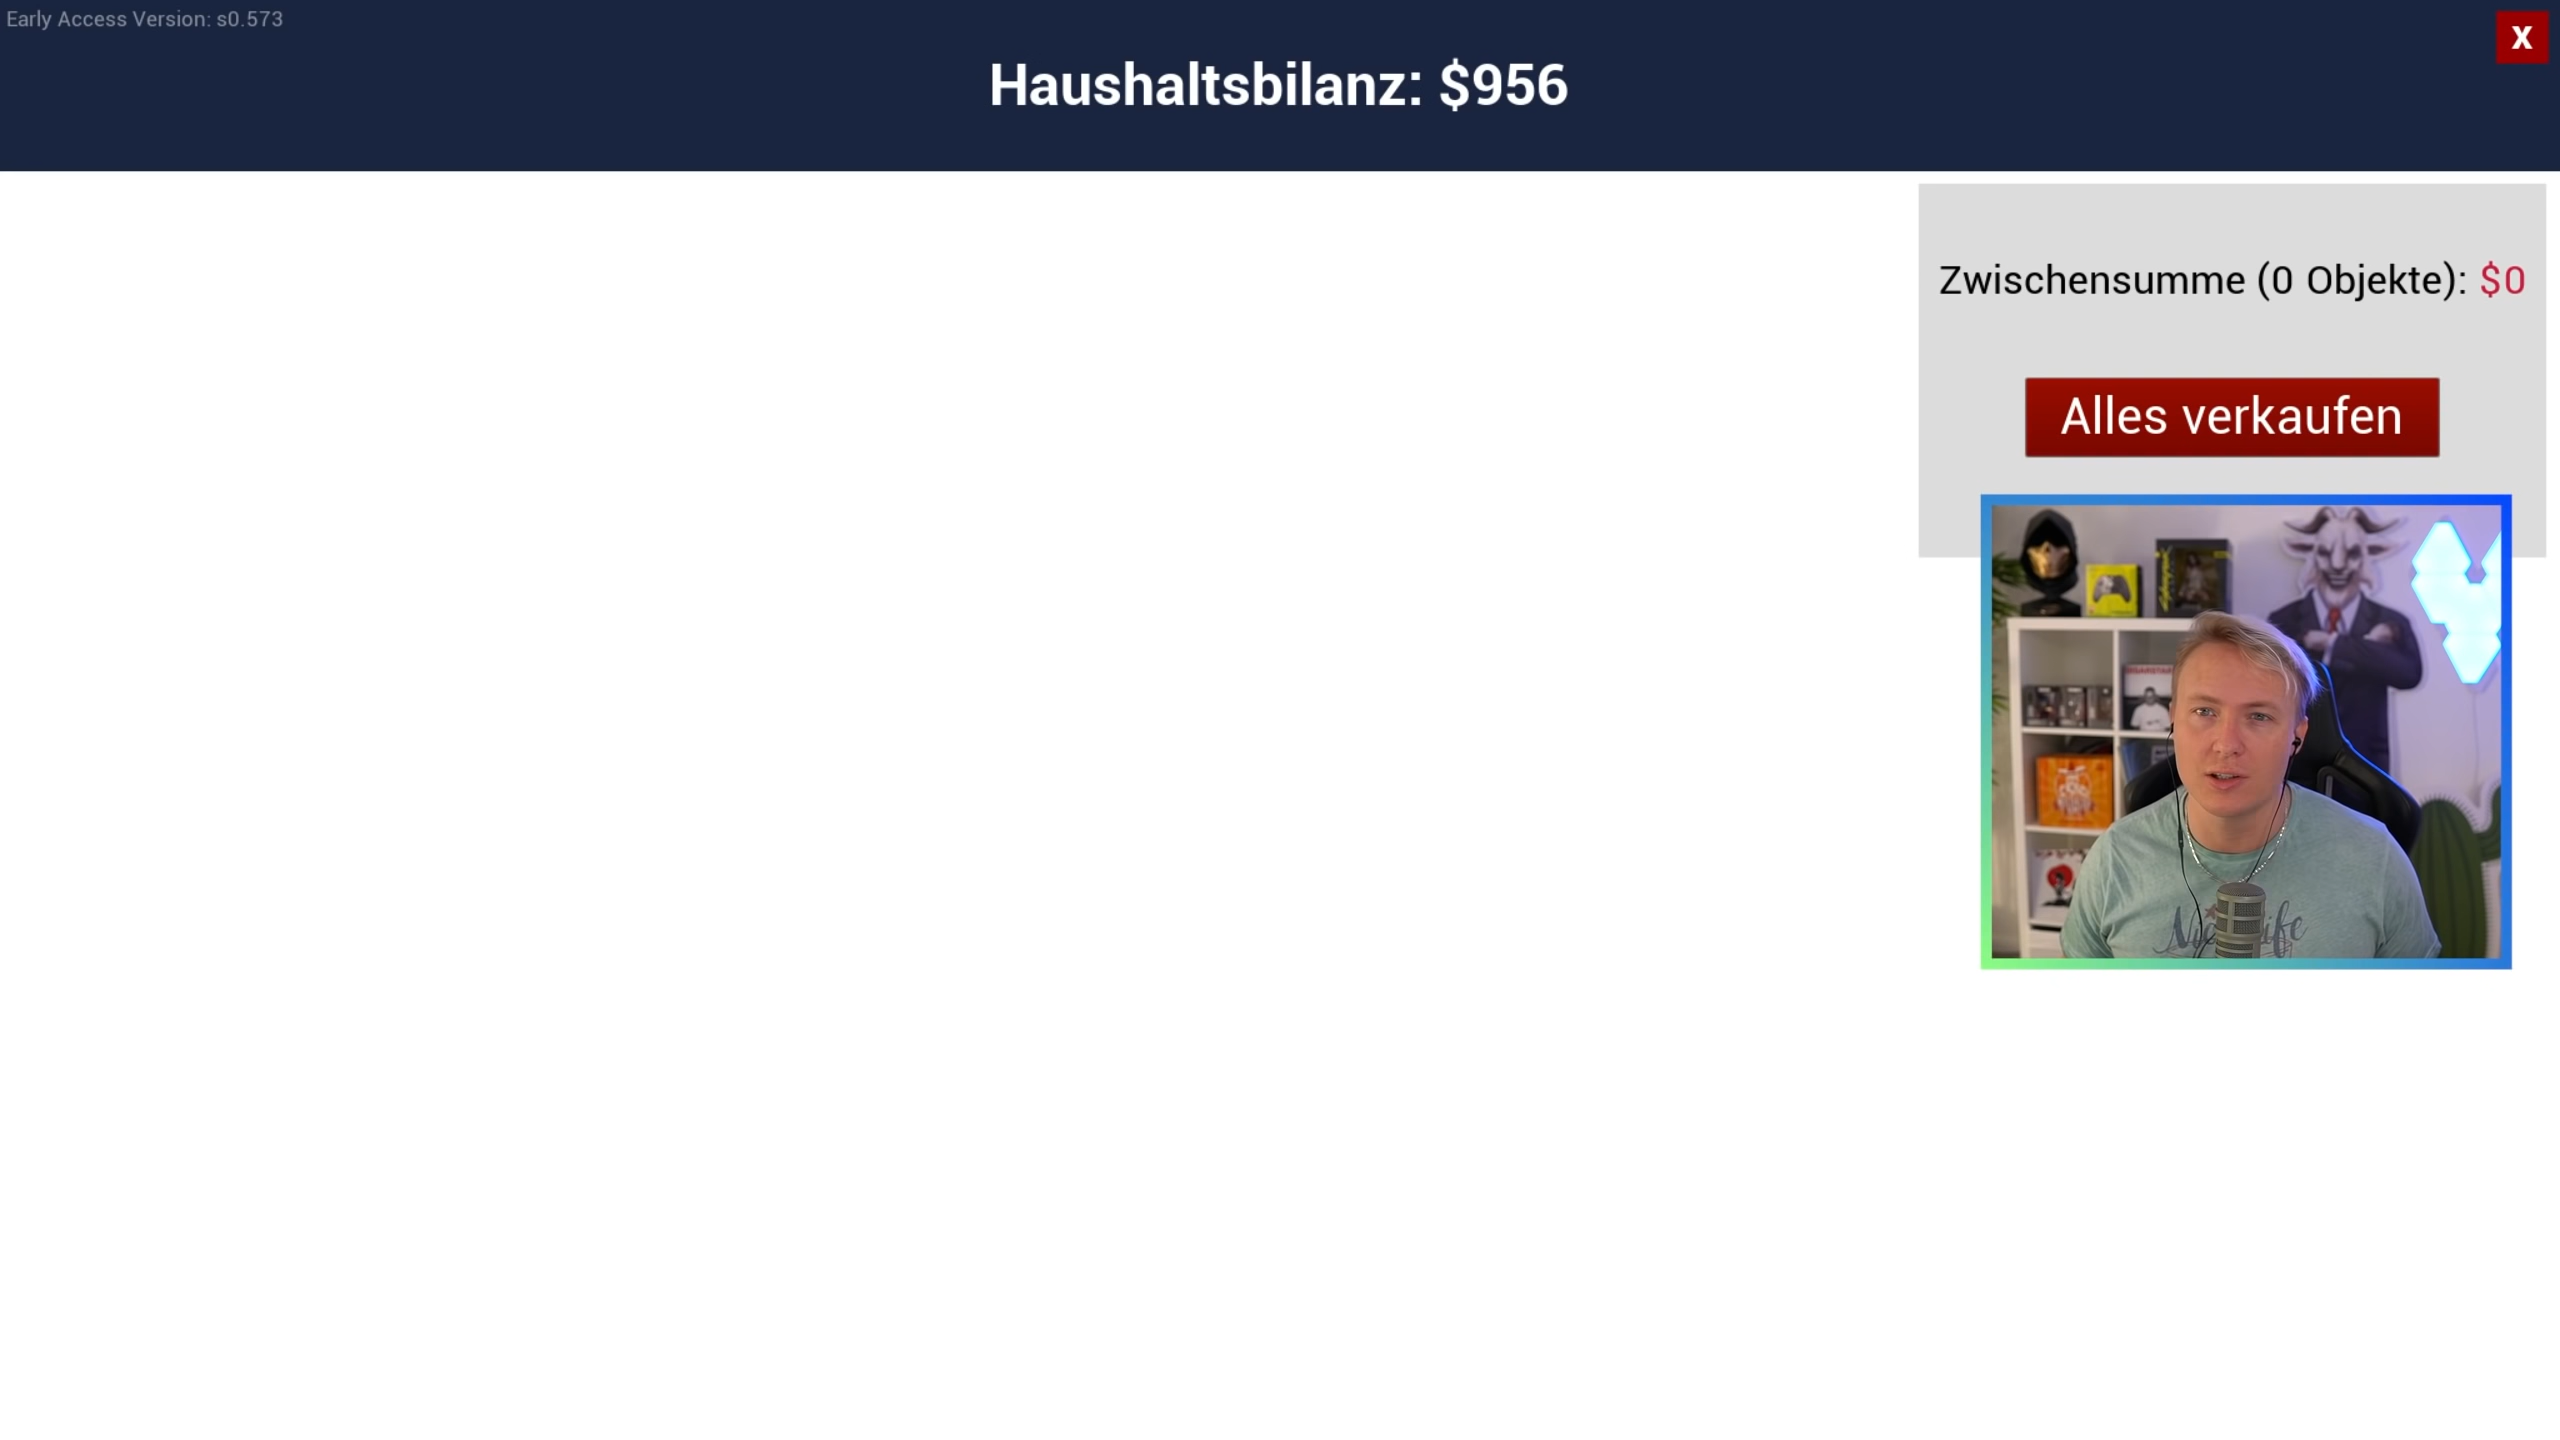 Early Access Version: s0.573
X
Haushaltsbilanz: $956
Zwischensumme (0 Objekte): $0
Alles verkaufen